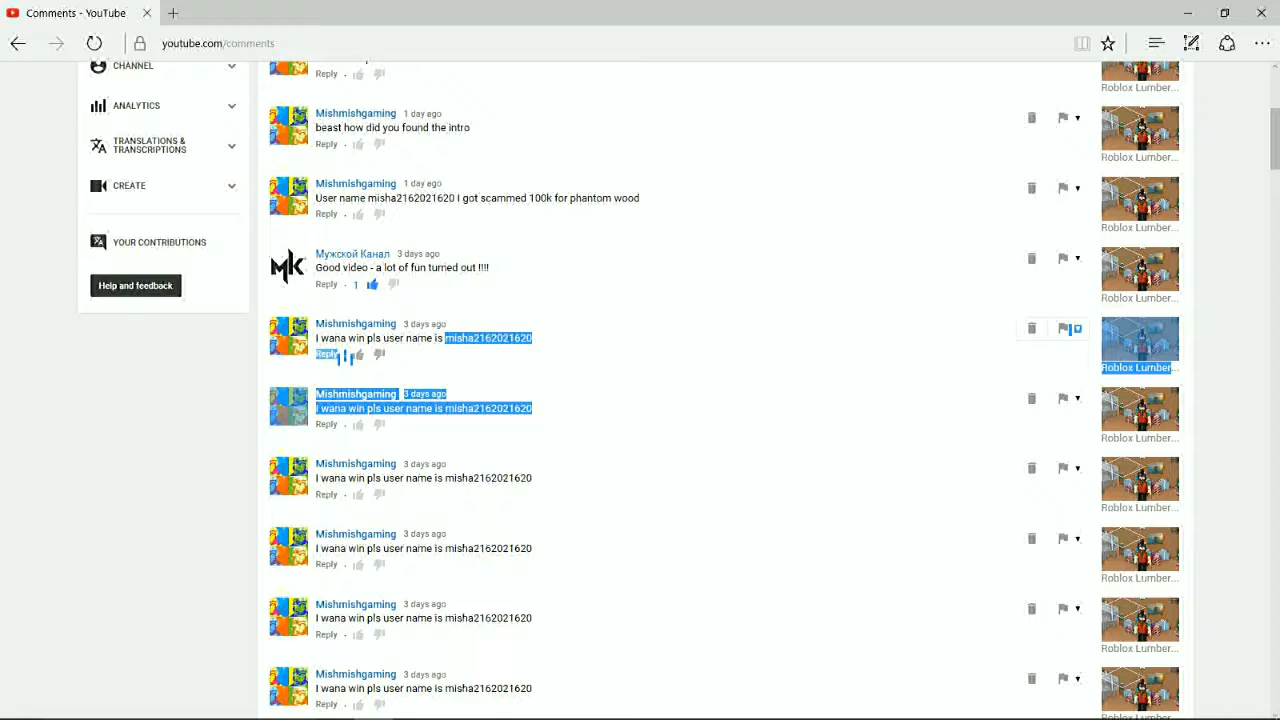 Comments - YouTube
youtube.com/comments
CHANNEL
ANALYTICS
TRANSLATIONS &
TRANSCRIPTIONS
CREATE
YOUR CONTRIBUTIONS
Help and feedback
Reply
Roblox Lumber...
Mishmishgaming 1 day ago
beast how did you found the intro
Reply
Roblox Lumber...
Mishmishgaming 1 day ago
User name misha2162021620 I got scammed 100k for phantom wood
Reply
Roblox Lumber...
MK
Мужской Канал 3 days ago
Good video - a lot of fun turned out !!!!
Reply 1
Roblox Lumber...
Mishmishgaming 3 days ago
I wana win pls user name is misha2162021620
Reply
Roblox Lumber...
Mishmishgaming 3 days ago
I wana win pls user name is misha2162021620
Reply
Roblox Lumber...
Mishmishgaming 3 days ago
I wana win pls user name is misha2162021620
Reply
Roblox Lumber...
Mishmishgaming 3 days ago
I wana win pls user name is misha2162021620
Reply
Roblox Lumber...
Mishmishgaming 3 days ago
I wana win pls user name is misha2162021620
Reply
Roblox Lumber...
Mishmishgaming 3 days ago
I wana win pls user name is misha2162021620
Reply
Roblox Lumber...